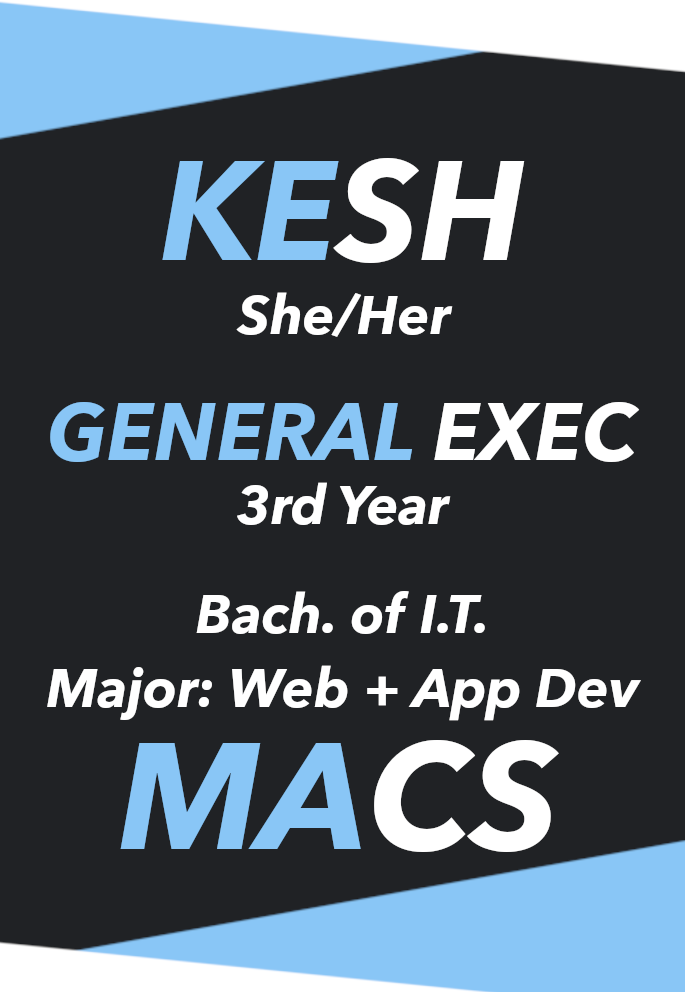 KESH
She/Her
GENERAL EXEC
3rd Year
Bach. of I.T.
Major: Web + App Dev
MACS